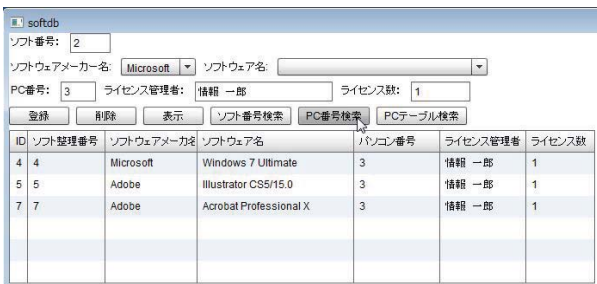 softdb
ソフト番号: 2
ソフトウェアメーカー名: Microsoft ソフトウェア名:
PC番号: 3 ライセンス管理者: 情報 一郎 ライセンス数: 1
登録 削除 表示 ソフト番号検索 PC番号検索 PCテーブル検索
ID ソフト整理番号 ソフトウェアメーカ名 ソフトウェア名 パソコン番号 ライセンス管理者 ライセンス数
4 4 Microsoft Windows 7 Ultimate 3 情報 一郎 1
5 5 Adobe Illustrator CS5/15.0 3 情報 一郎 1
7 7 Adobe Acrobat Professional X 3 情報 一郎 1